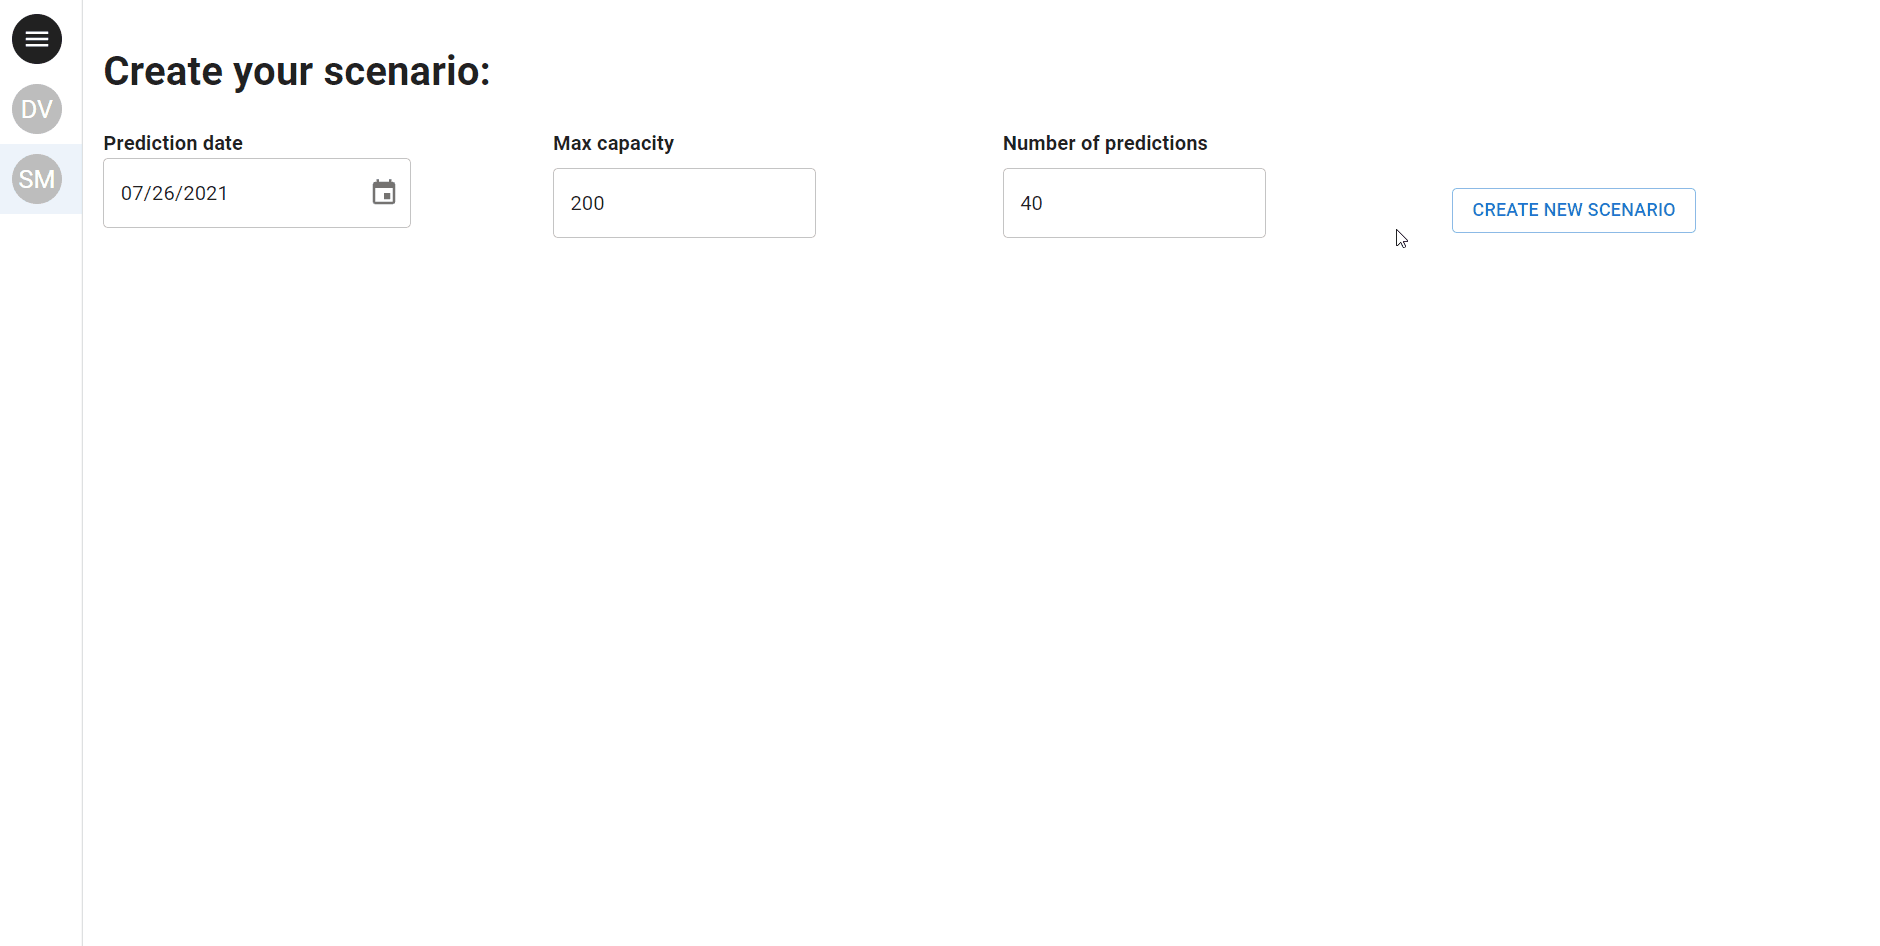 DV
SM
Create your scenario:
Prediction date
07/26/2021
Max capacity
200
Number of predictions
40
CREATE NEW SCENARIO